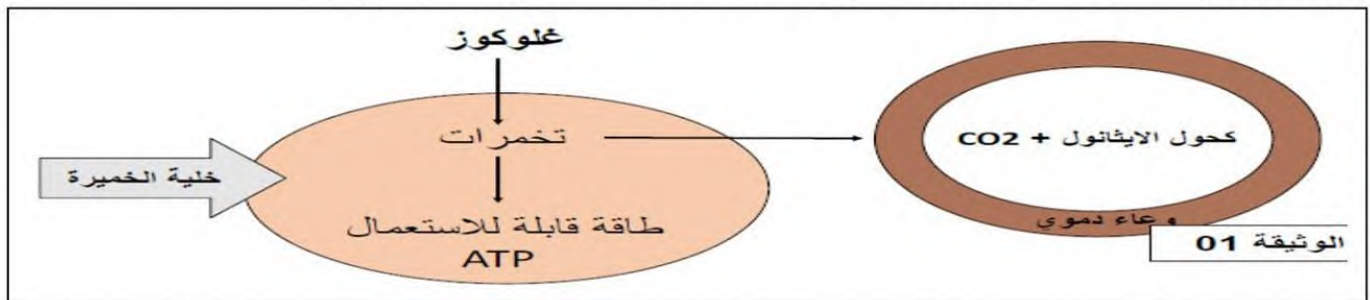 غلوكوز
تخمرات
كحول الايثانول + CO2
خلية الخميرة
طاقة قابلة للاستعمال
ATP
وعاء دموي
الوثيقة 01